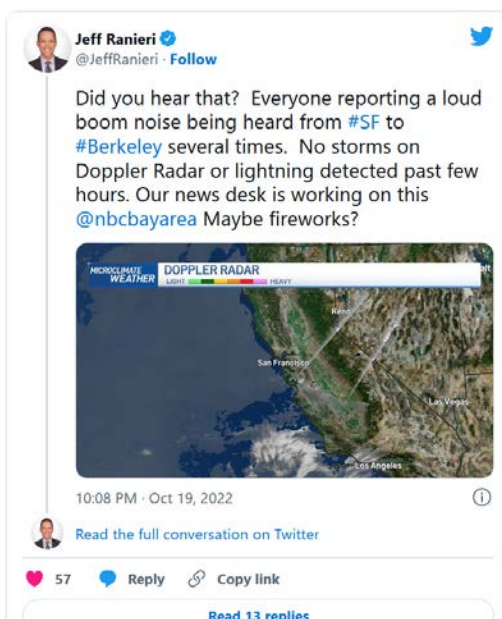 Jeff Ranieri
@JeffRanieri · Follow
Did you hear that? Everyone reporting a loud
boom noise being heard from #SF to
#Berkeley several times. No storms on
Doppler Radar or lightning detected past few
hours. Our news desk is working on this
@nbcbayarea Maybe fireworks?
MICROCLIMATE
WEATHER
DOPPLER RADAR
LIGHT HEAVY
Reno
San Francisco
Las Vegas
Los Angeles
10:08 PM · Oct 19, 2022
Read the full conversation on Twitter
57 Reply Copy link
Read 13 replies